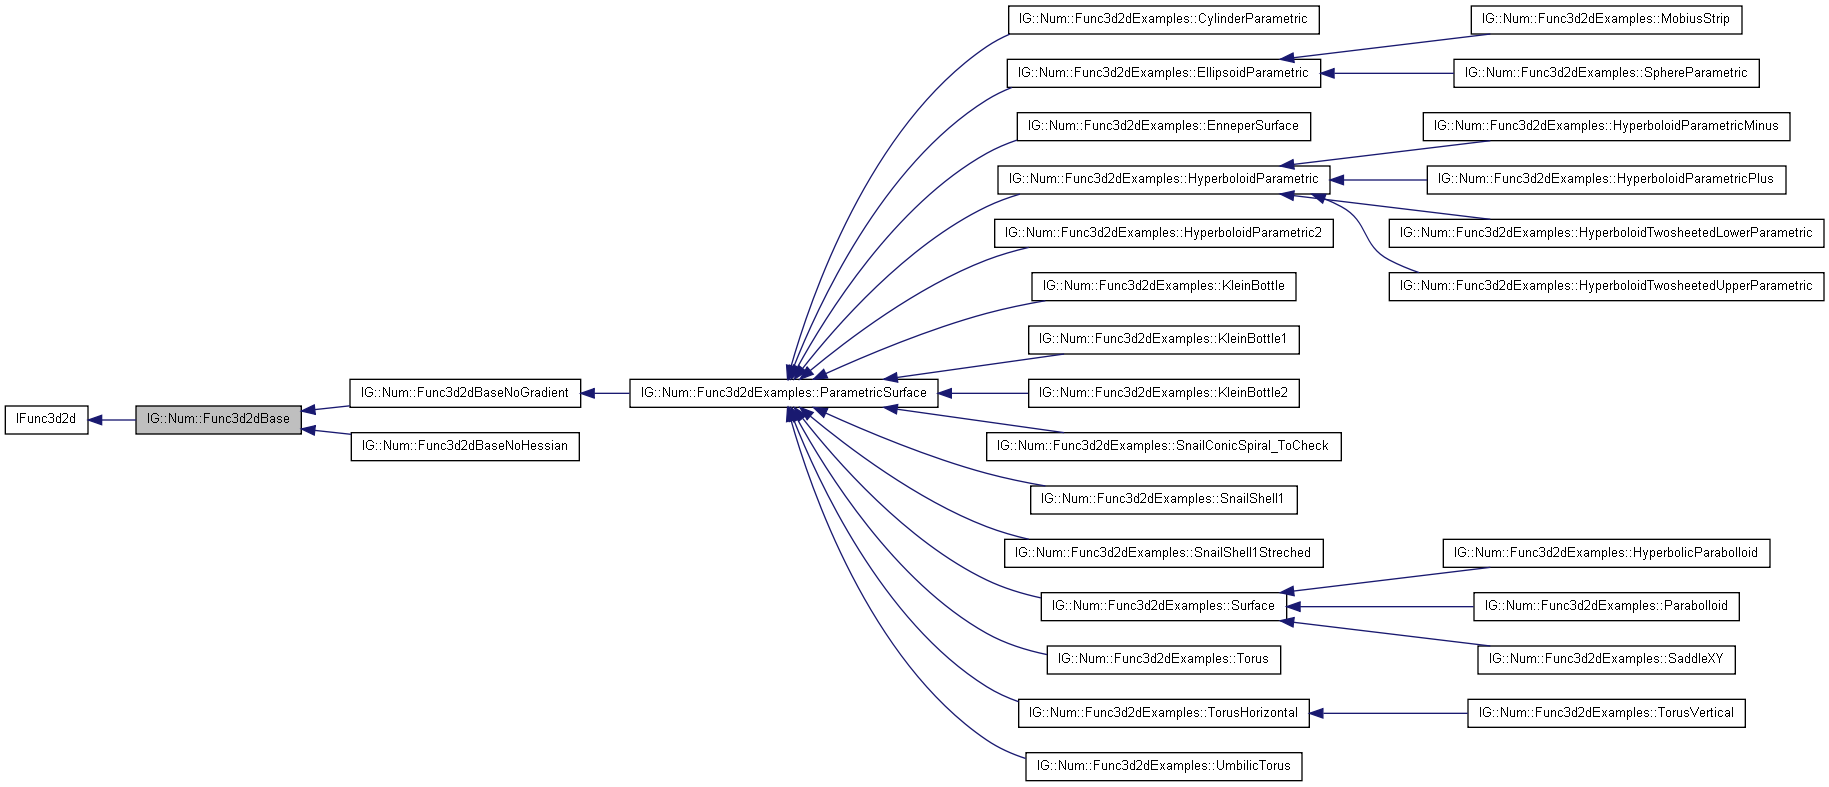 IFunc3d2d
IG::Num::Func3d2dBase
IG::Num::Func3d2dBaseNoGradient
IG::Num::Func3d2dBaseNoHessian
IG::Num::Func3d2dExamples::ParametricSurface
IG::Num::Func3d2dExamples::CylinderParametric
IG::Num::Func3d2dExamples::EllipsoidParametric
IG::Num::Func3d2dExamples::EnneperSurface
IG::Num::Func3d2dExamples::HyperboloidParametric
IG::Num::Func3d2dExamples::HyperboloidParametric2
IG::Num::Func3d2dExamples::KleinBottle
IG::Num::Func3d2dExamples::KleinBottle1
IG::Num::Func3d2dExamples::KleinBottle2
IG::Num::Func3d2dExamples::SnailConicSpiral_ToCheck
IG::Num::Func3d2dExamples::SnailShell1
IG::Num::Func3d2dExamples::SnailShell1Streched
IG::Num::Func3d2dExamples::Surface
IG::Num::Func3d2dExamples::Torus
IG::Num::Func3d2dExamples::TorusHorizontal
IG::Num::Func3d2dExamples::UmbilicTorus
IG::Num::Func3d2dExamples::MobiusStrip
IG::Num::Func3d2dExamples::SphereParametric
IG::Num::Func3d2dExamples::HyperboloidParametricMinus
IG::Num::Func3d2dExamples::HyperboloidParametricPlus
IG::Num::Func3d2dExamples::HyperboloidTwosheetedLowerParametric
IG::Num::Func3d2dExamples::HyperboloidTwosheetedUpperParametric
IG::Num::Func3d2dExamples::HyperbolicParabolloid
IG::Num::Func3d2dExamples::Parabolloid
IG::Num::Func3d2dExamples::SaddleXY
IG::Num::Func3d2dExamples::TorusVertical